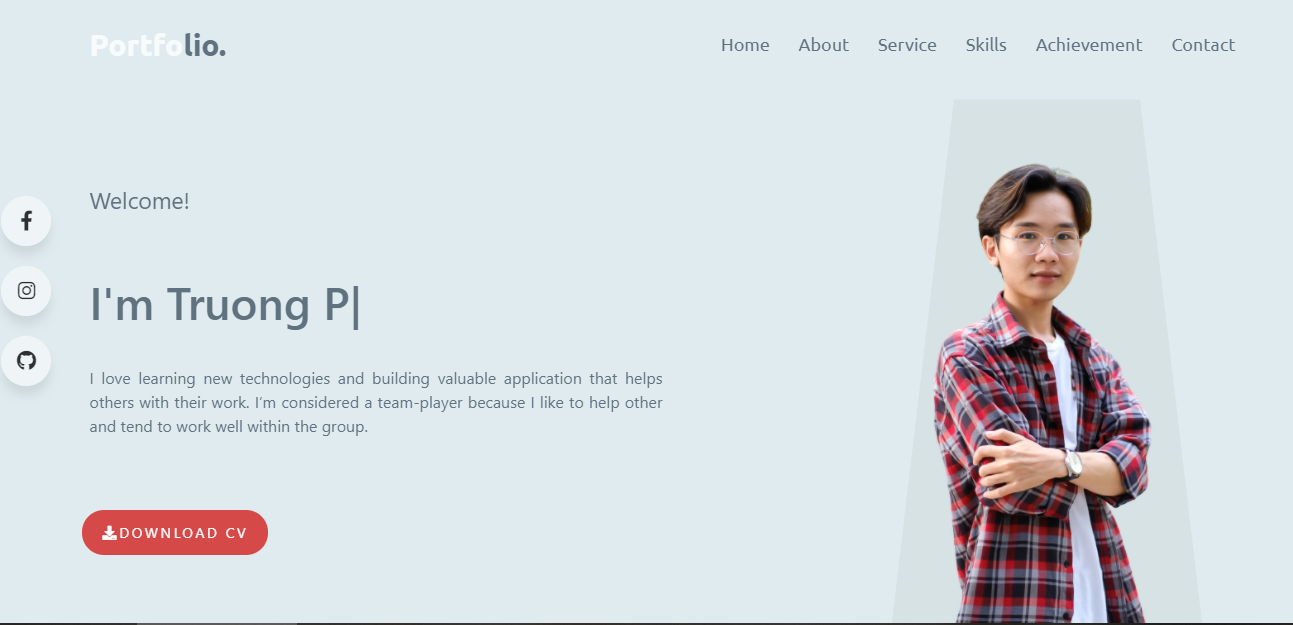 Portfolio.
Home About Service Skills Achievement Contact
Welcome!
I'm Truong P|
I love learning new technologies and building valuable application that helps
others with their work. I'm considered a team-player because I like to help other
and tend to work well within the group.
DOWNLOAD CV